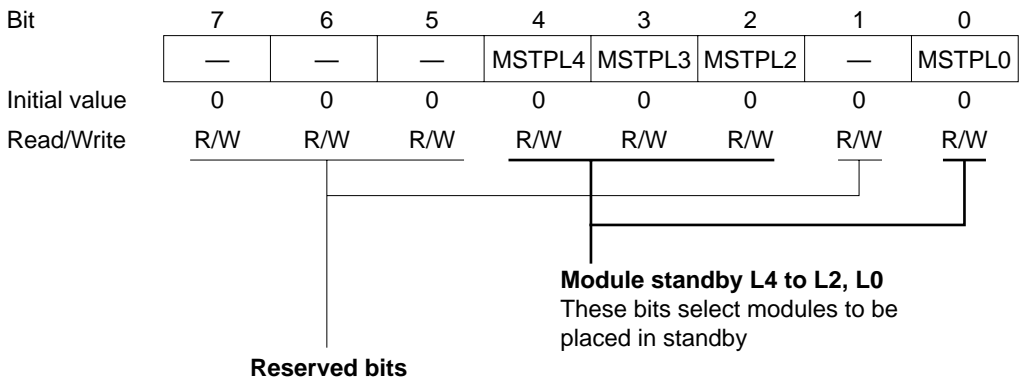 Bit 7 6 5 4 3 2 1 0
— — — MSTPL4 MSTPL3 MSTPL2 — MSTPL0
Initial value 0 0 0 0 0 0 0 0
Read/Write R/W R/W R/W R/W R/W R/W R/W R/W
Module standby L4 to L2, L0
These bits select modules to be
placed in standby
Reserved bits